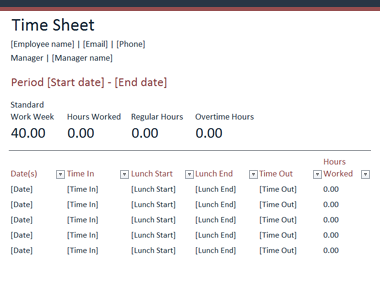 Time Sheet
[Employee name] | [Email] | [Phone]
Manager | [Manager name]
Period [Start date] - [End date]
Standard
Work Week Hours Worked Regular Hours Overtime Hours
40.00 0.00 0.00 0.00
Hours
Date(s) Time In Lunch Start Lunch End Time Out Worked
[Date] [Time In] [Lunch Start] [Lunch End] [Time Out] 0.00
[Date] [Time In] [Lunch Start] [Lunch End] [Time Out] 0.00
[Date] [Time In] [Lunch Start] [Lunch End] [Time Out] 0.00
[Date] [Time In] [Lunch Start] [Lunch End] [Time Out] 0.00
[Date] [Time In] [Lunch Start] [Lunch End] [Time Out] 0.00